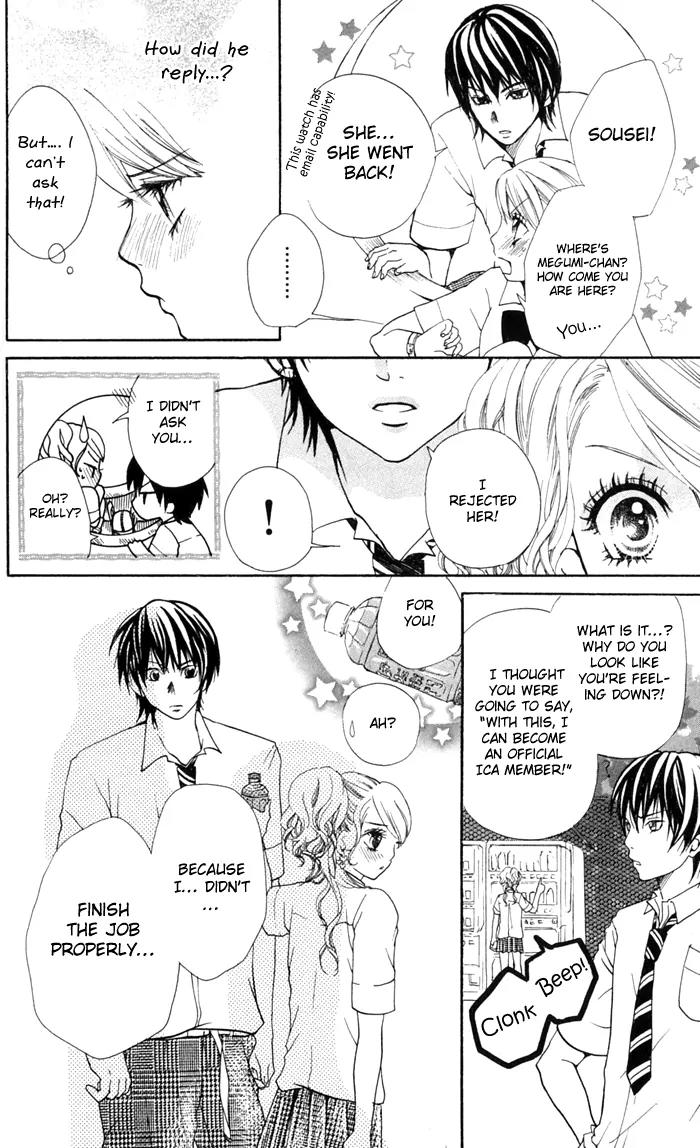 SOUSEI!
WHERE'S
MEGUMI-CHAN?
HOW COME YOU
ARE HERE?
You...
SHE...
SHE WENT
BACK!
This watch has
email capability!
.........
How did he
reply...?
But.... I
can't
ask
that!
I
REJECTED
HER!
!
I DIDN'T
ASK
YOU...
OH?
REALLY?
WHAT IS IT...?
WHY DO YOU
LOOK LIKE
YOU'RE FEEL-
ING DOWN?!
I THOUGHT
YOU WERE
GOING TO SAY,
"WITH THIS, I
CAN BECOME
AN OFFICIAL
ICA MEMBER!"
Beep!
Clonk
FOR
YOU!
AH?
BECAUSE
I... DIDN'T
...
FINISH
THE JOB
PROPERLY...